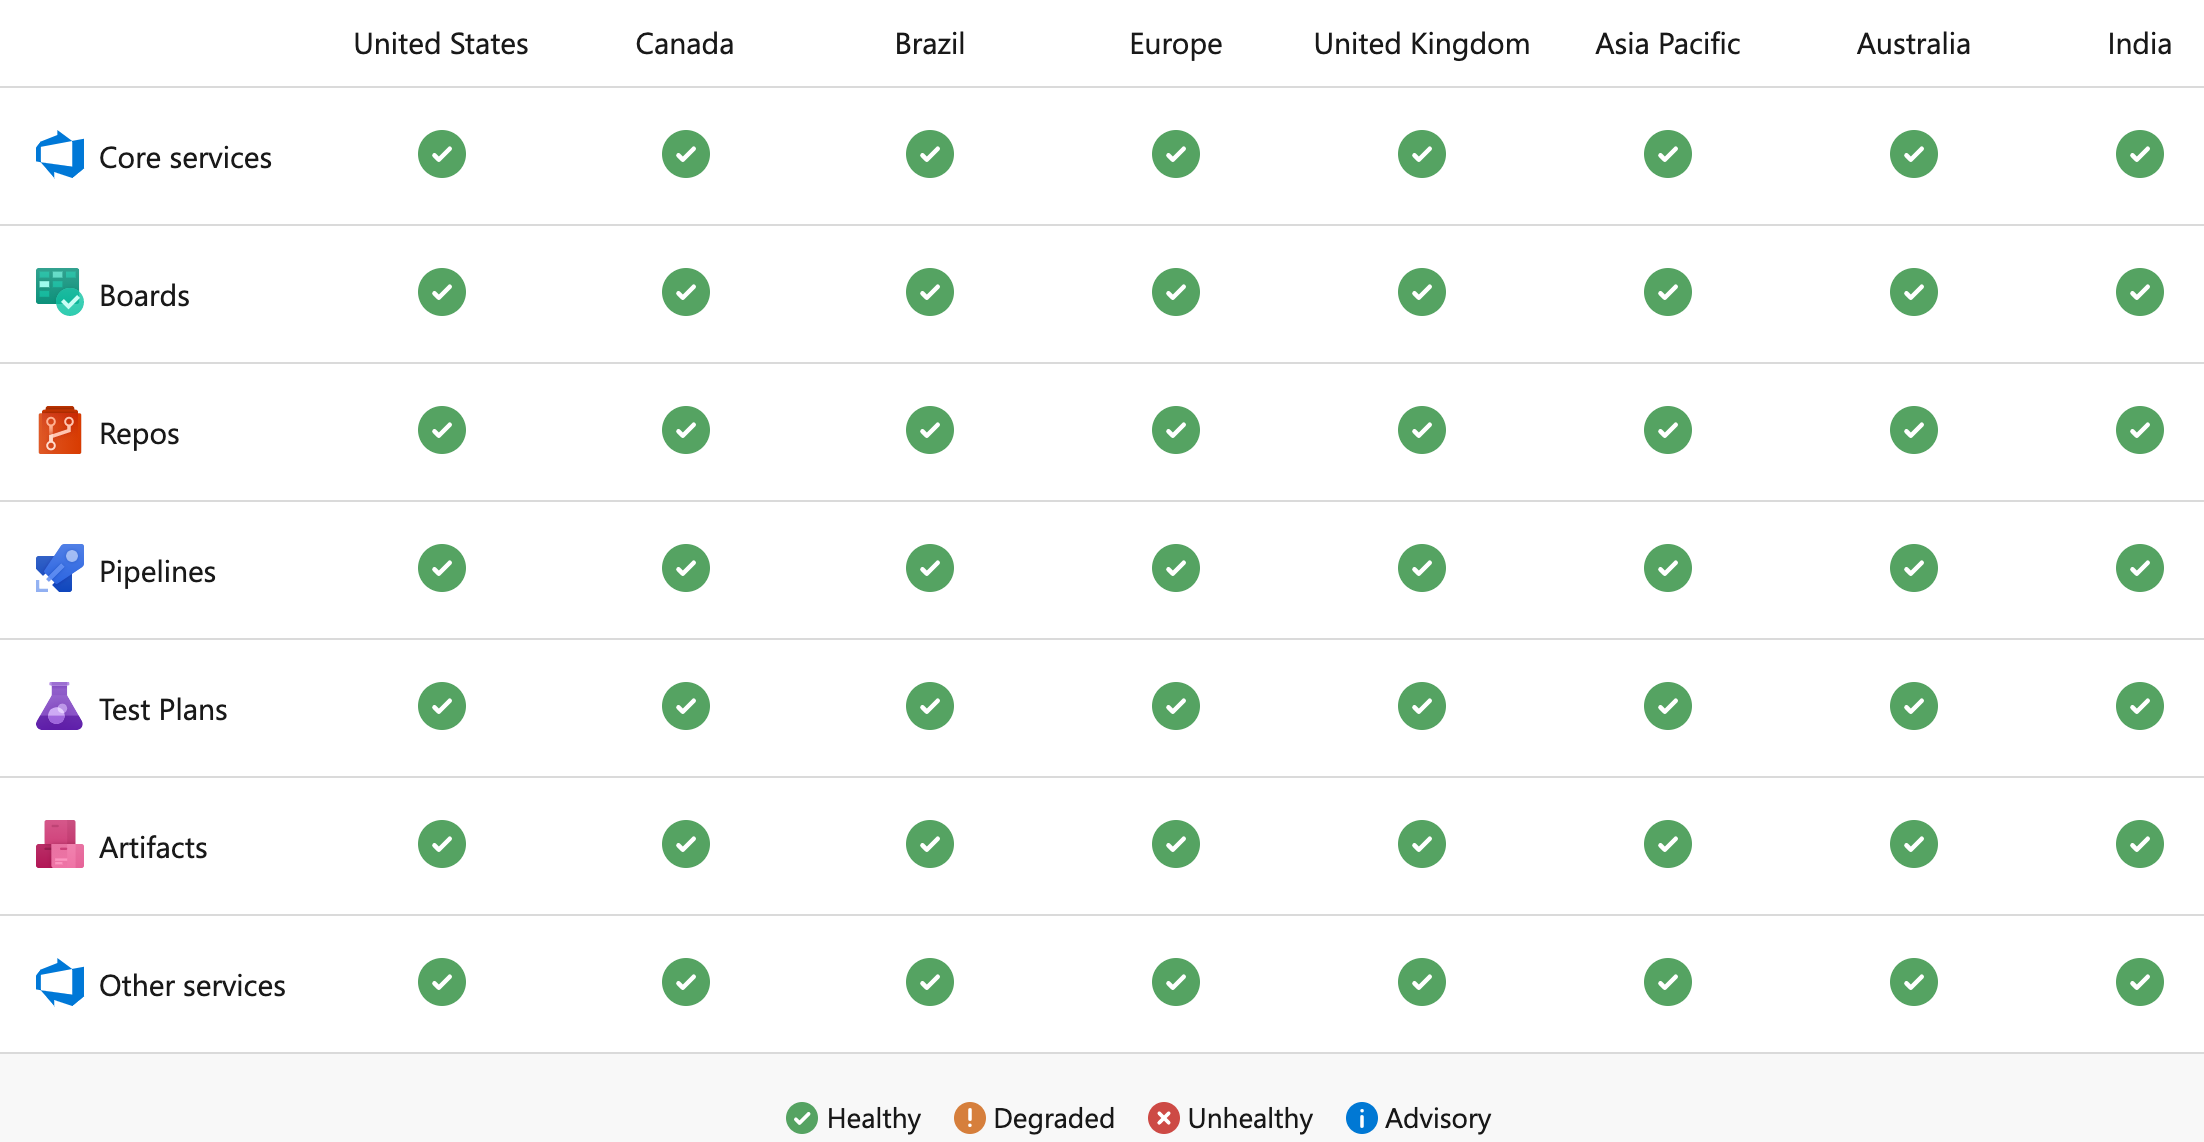 United States Canada Brazil Europe United Kingdom Asia Pacific Australia India
Core services
Boards
Repos
Pipelines
Test Plans
Artifacts
Other services
Healthy Degraded Unhealthy Advisory